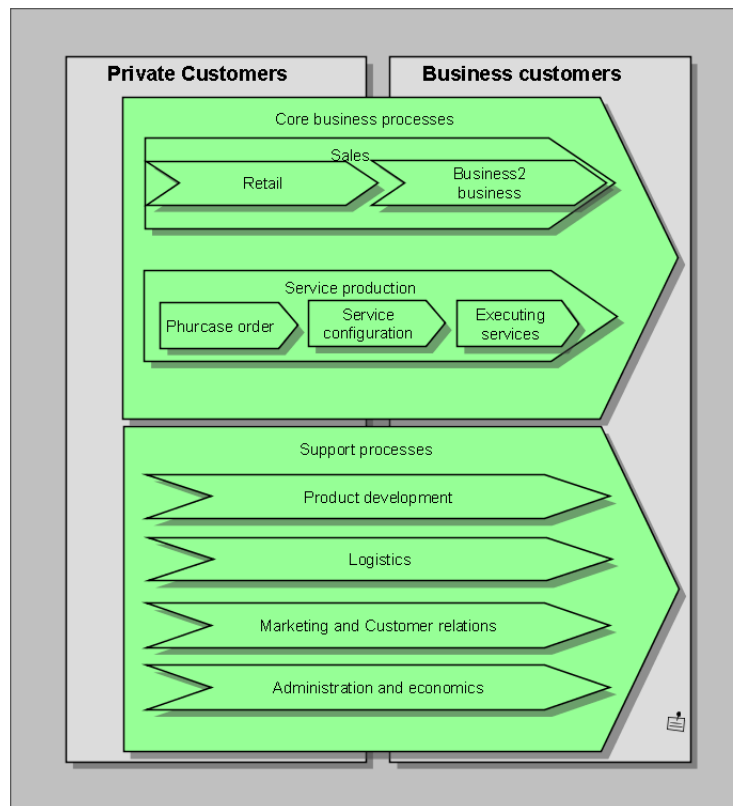 Private Customers
Business customers
Core business processes
Sales
Retail
Business2
business
Service production
Phurcase order
Service
configuration
Executing
services
Support processes
Product development
Logistics
Marketing and Customer relations
Administration and economics